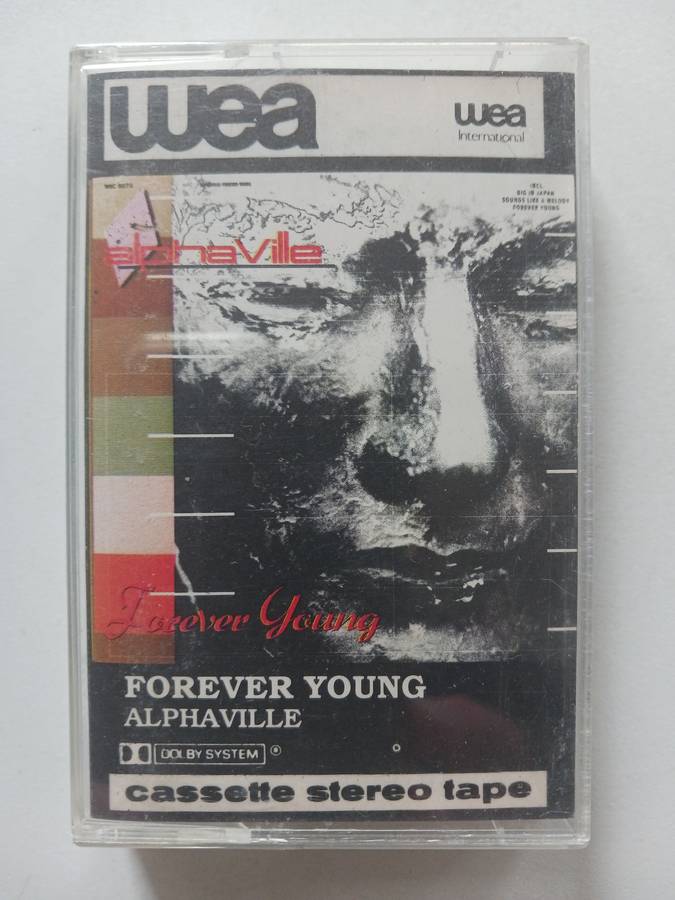 wea
wea
International
INCL.
BIG IN JAPAN
SOUNDS LIKE A MELODY
FOREVER YOUNG
alphaville
Forever Young
FOREVER YOUNG
ALPHAVILLE
DOLBY SYSTEM ®
cassette stereo tape